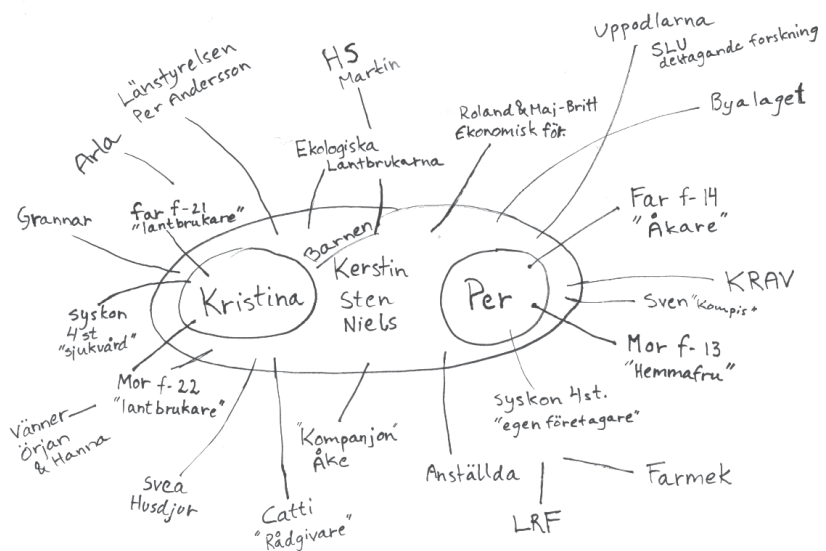 Uppodlarna
SLU
deltagande forskning
HS
Martin
Länstyrelsen
Per Andersson
Roland & Maj-Britt
Ekonomisk för.
Byalaget
Arla
Ekologiska
Lantbrukarna
Grannar
far f-21
"lantbrukare"
Far f-14
"Åkare"
Barnen
Kerstin
Sten
Niels
Kristina
Per
KRAV
Sven "Kompis"
Syskon
4 st
"sjukvård"
Mor f-13
"Hemmafru"
Mor f-22
"lantbrukare"
Syskon 4 st.
"egen företagare"
Vänner
Örjan
& Hanna
"Kompanjon"
Åke
Anställda
Farmek
Svea
Husdjur
Catti
"Rådgivare"
LRF